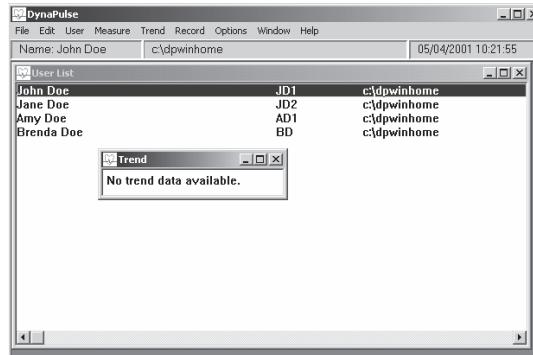 DynaPulse
File Edit User Measure Trend Record Options Window Help
Name: John Doe c:\dpwinhome 05/04/2001 10:21:55
User List
John Doe JD1 c:\dpwinhome
Jane Doe JD2 c:\dpwinhome
Amy Doe AD1 c:\dpwinhome
Brenda Doe BD c:\dpwinhome
Trend
No trend data available.